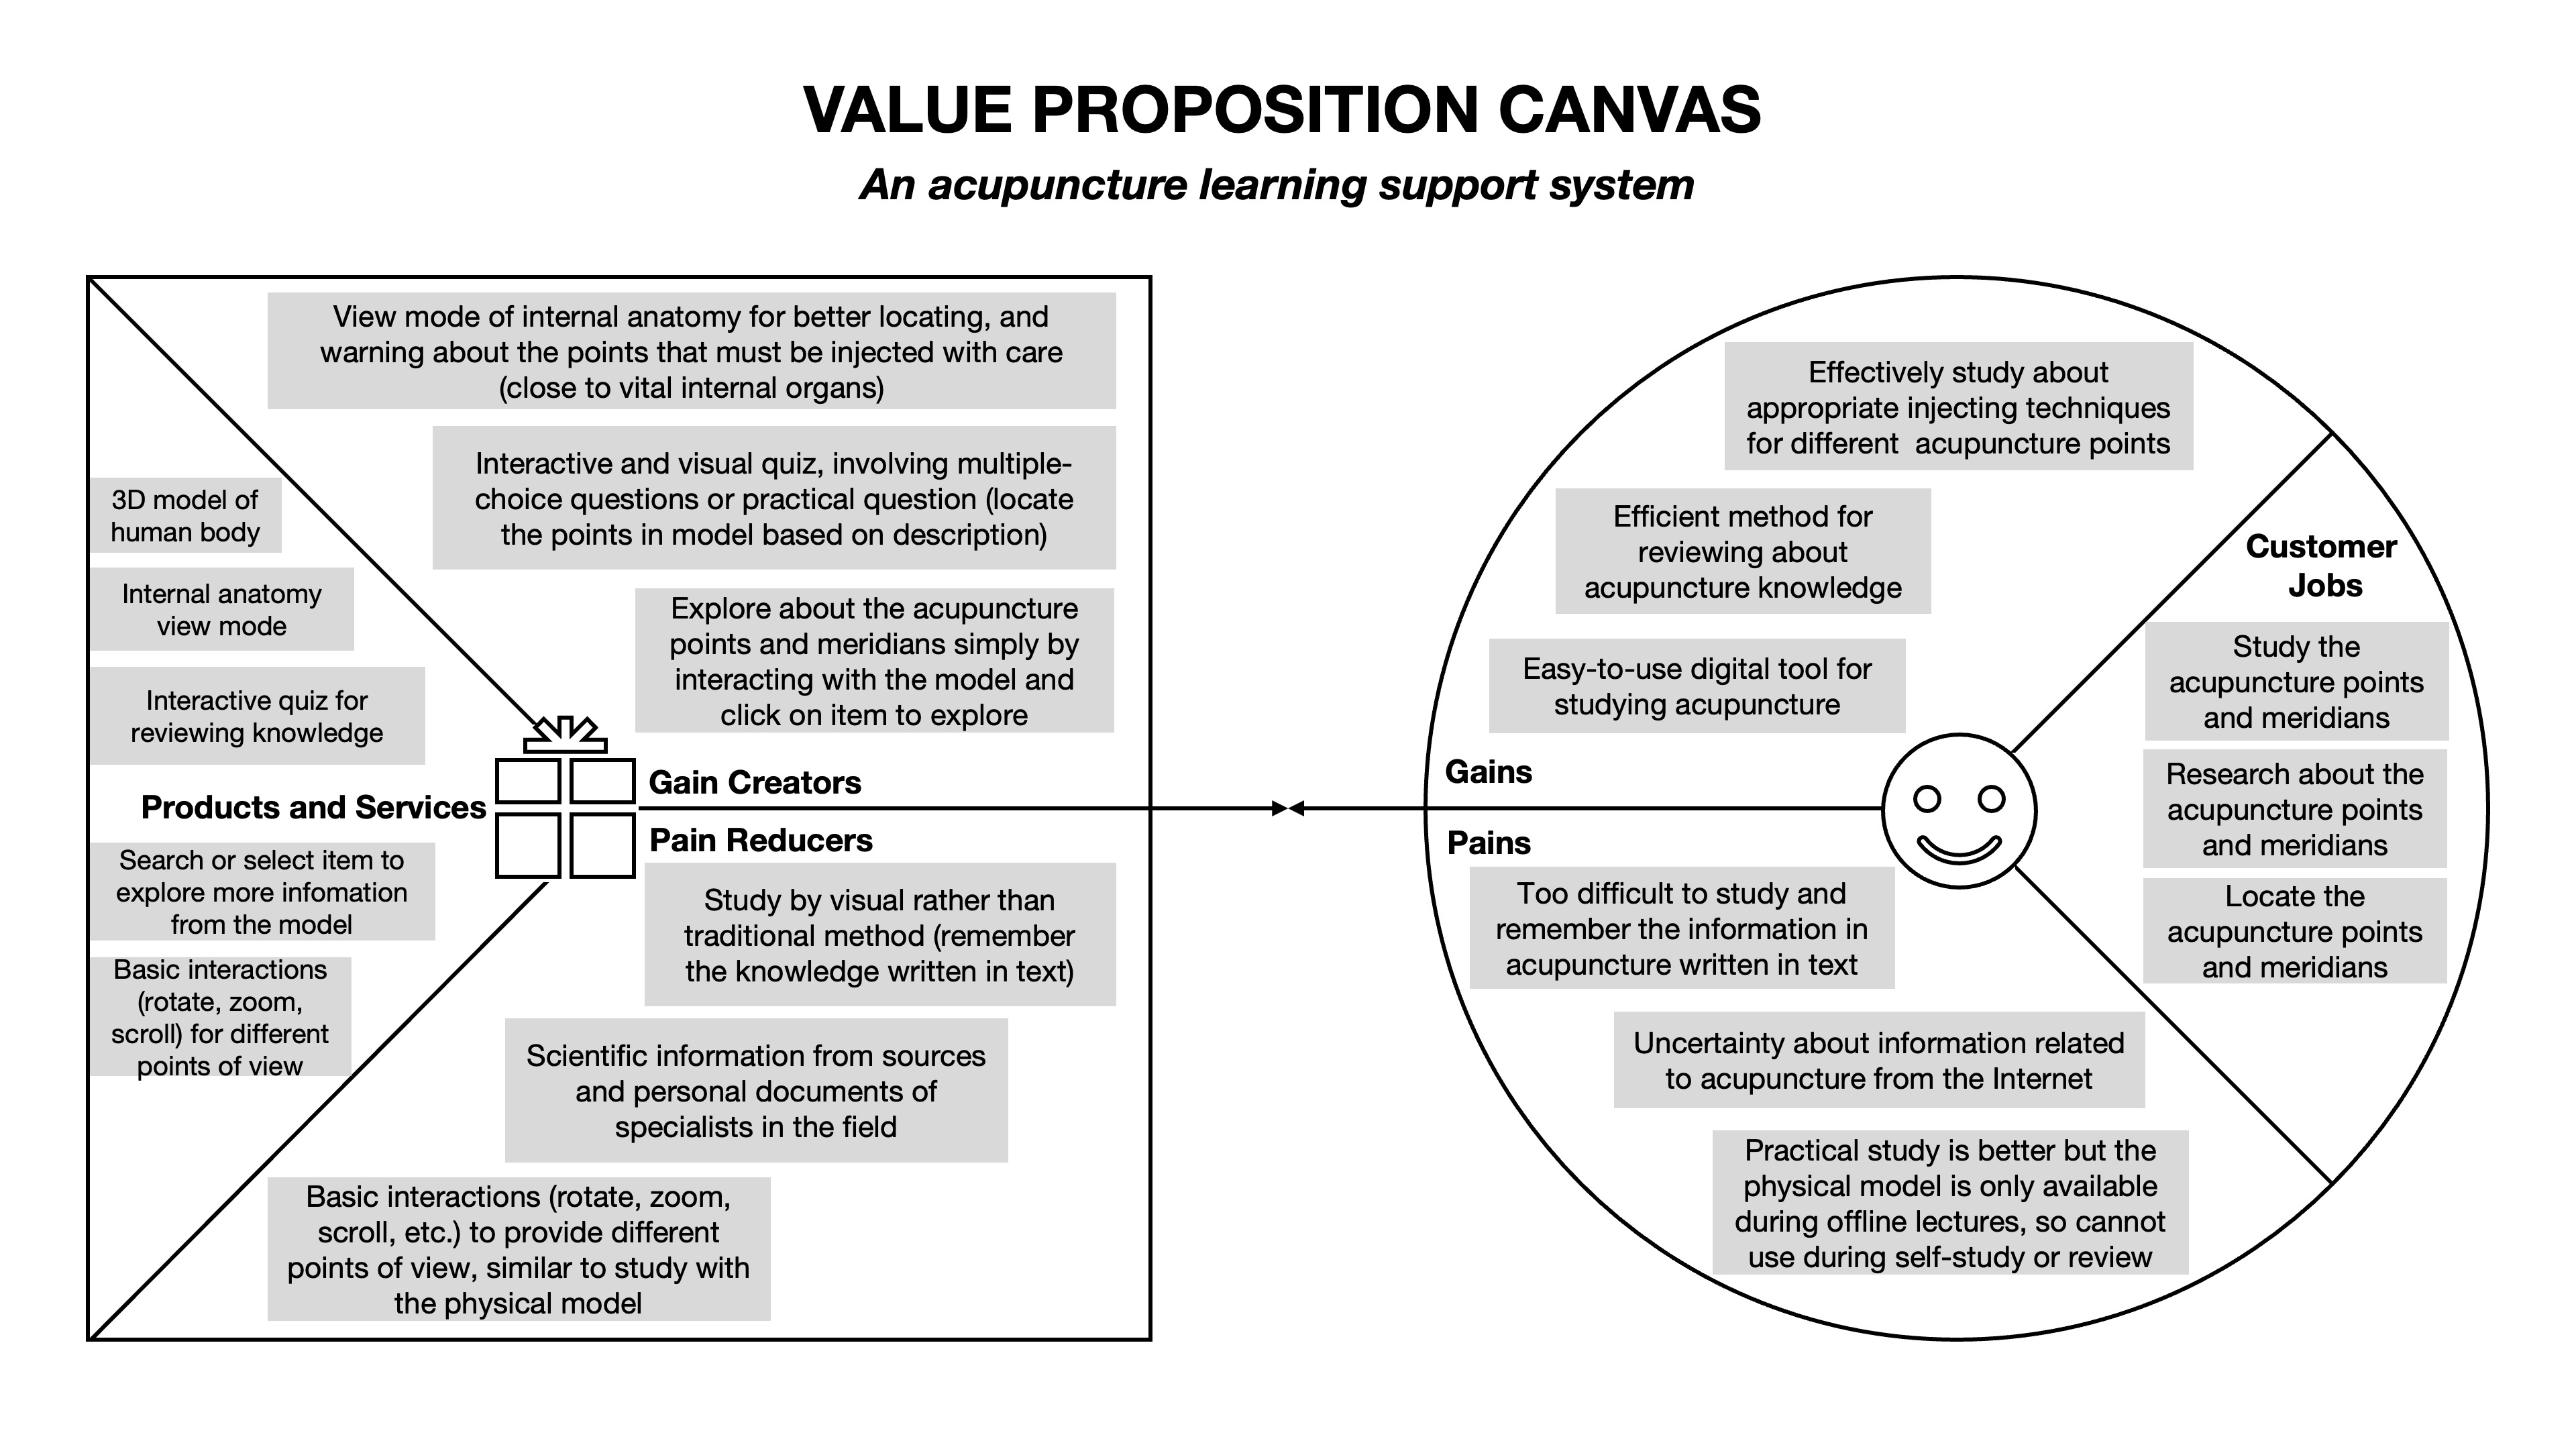 VALUE PROPOSITION CANVAS
An acupuncture learning support system
View mode of internal anatomy for better locating, and
warning about the points that must be injected with care
(close to vital internal organs)
Interactive and visual quiz, involving multiple-
choice questions or practical question (locate
the points in model based on description)
Explore about the acupuncture
points and meridians simply by
interacting with the model and
click on item to explore
Gain Creators
3D model of
human body
Internal anatomy
view mode
Interactive quiz for
reviewing knowledge
Products and Services
Search or select item to
explore more infomation
from the model
Basic interactions
(rotate, zoom,
scroll) for different
points of view
Pain Reducers
Study by visual rather than
traditional method (remember
the knowledge written in text)
Scientific information from sources
and personal documents of
specialists in the field
Basic interactions (rotate, zoom,
scroll, etc.) to provide different
points of view, similar to study with
the physical model
Effectively study about
appropriate injecting techniques
for different  acupuncture points
Efficient method for
reviewing about
acupuncture knowledge
Easy-to-use digital tool for
studying acupuncture
Gains
Pains
Too difficult to study and
remember the information in
acupuncture written in text
Uncertainty about information related
to acupuncture from the Internet
Practical study is better but the
physical model is only available
during offline lectures, so cannot
use during self-study or review
Customer
Jobs
Study the
acupuncture points
and meridians
Research about the
acupuncture points
and meridians
Locate the
acupuncture points
and meridians